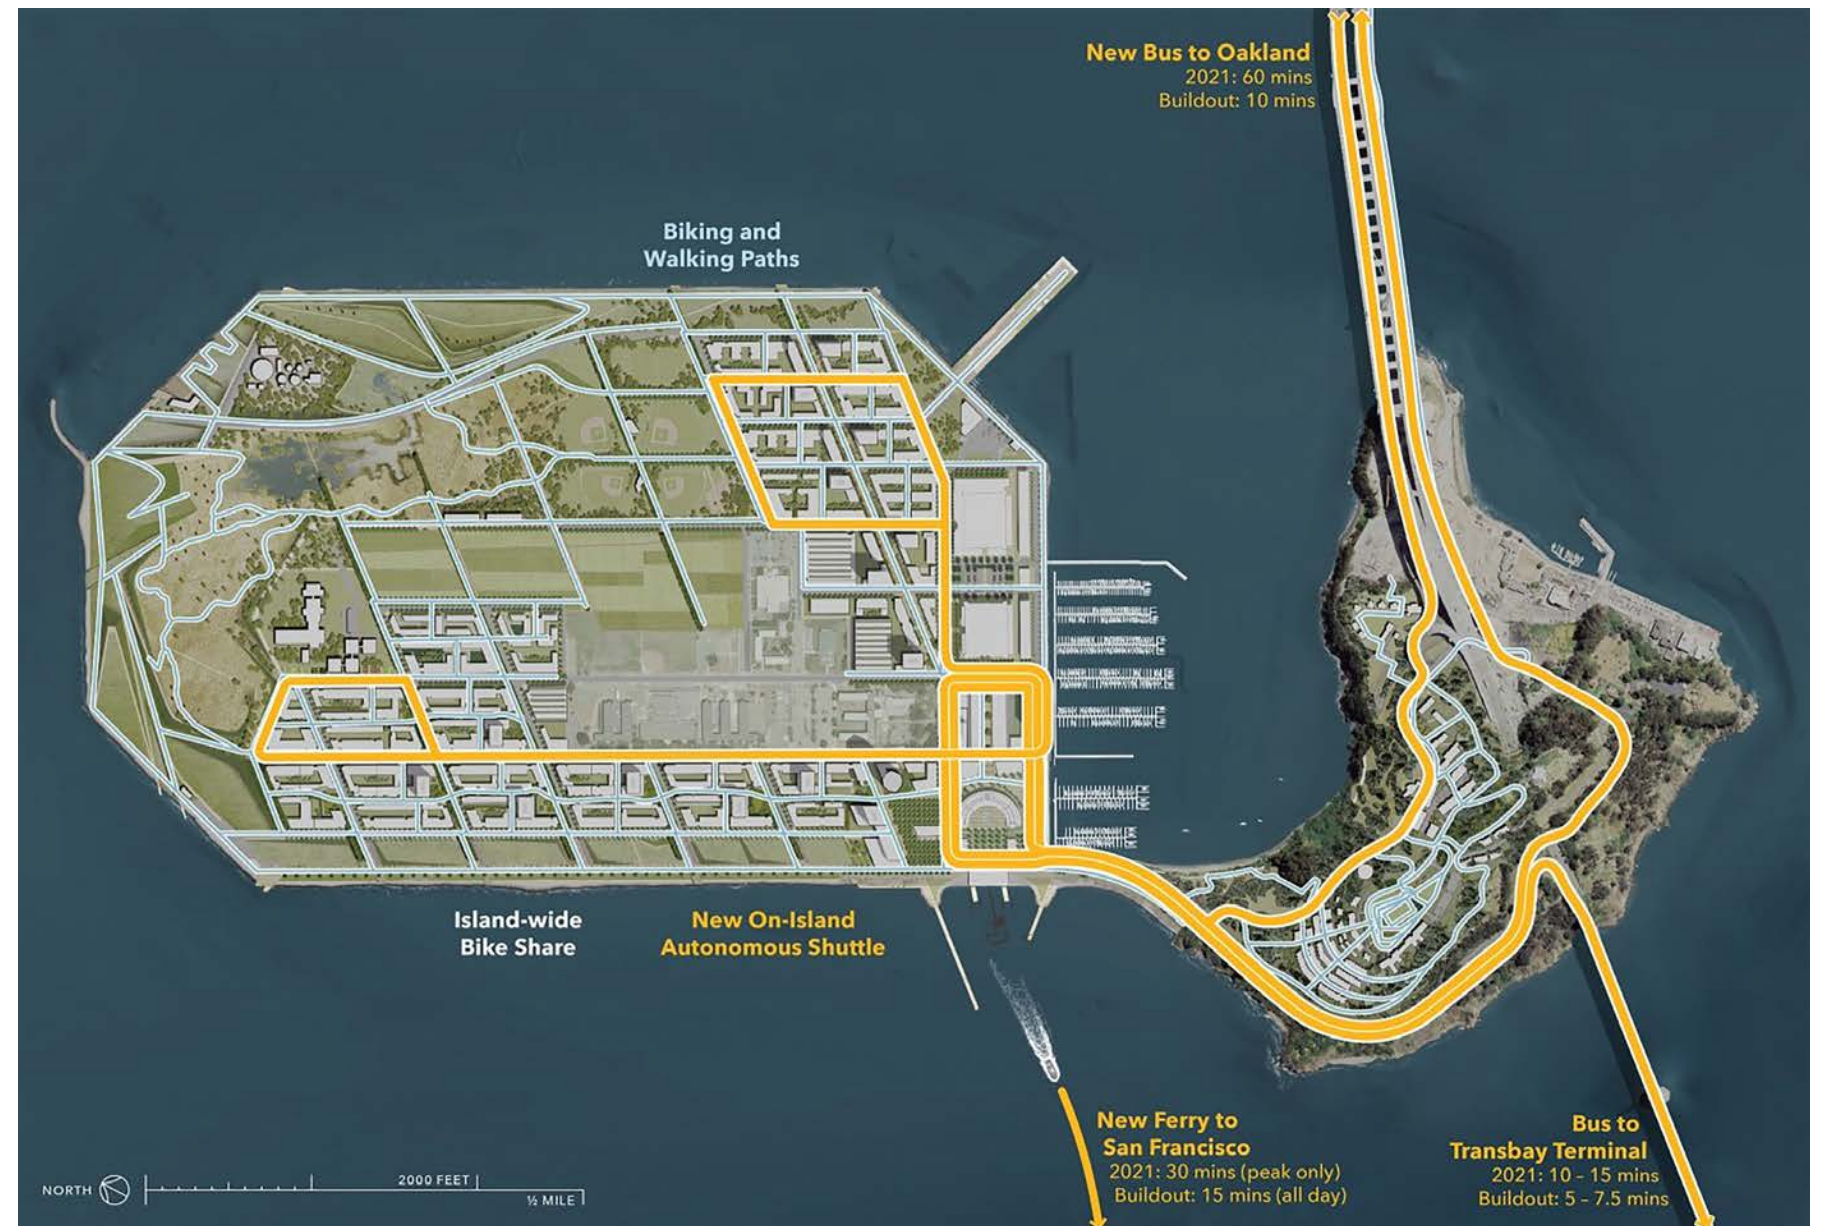 New Bus to Oakland
2021: 60 mins
Buildout: 10 mins
Biking and
Walking Paths
Island-wide
Bike Share
New On-Island
Autonomous Shuttle
New Ferry to
San Francisco
2021: 30 mins (peak only)
Buildout: 15 mins (all day)
Bus to
Transbay Terminal
2021: 10 – 15 mins
Buildout: 5 – 7.5 mins
NORTH
2000 FEET
½ MILE